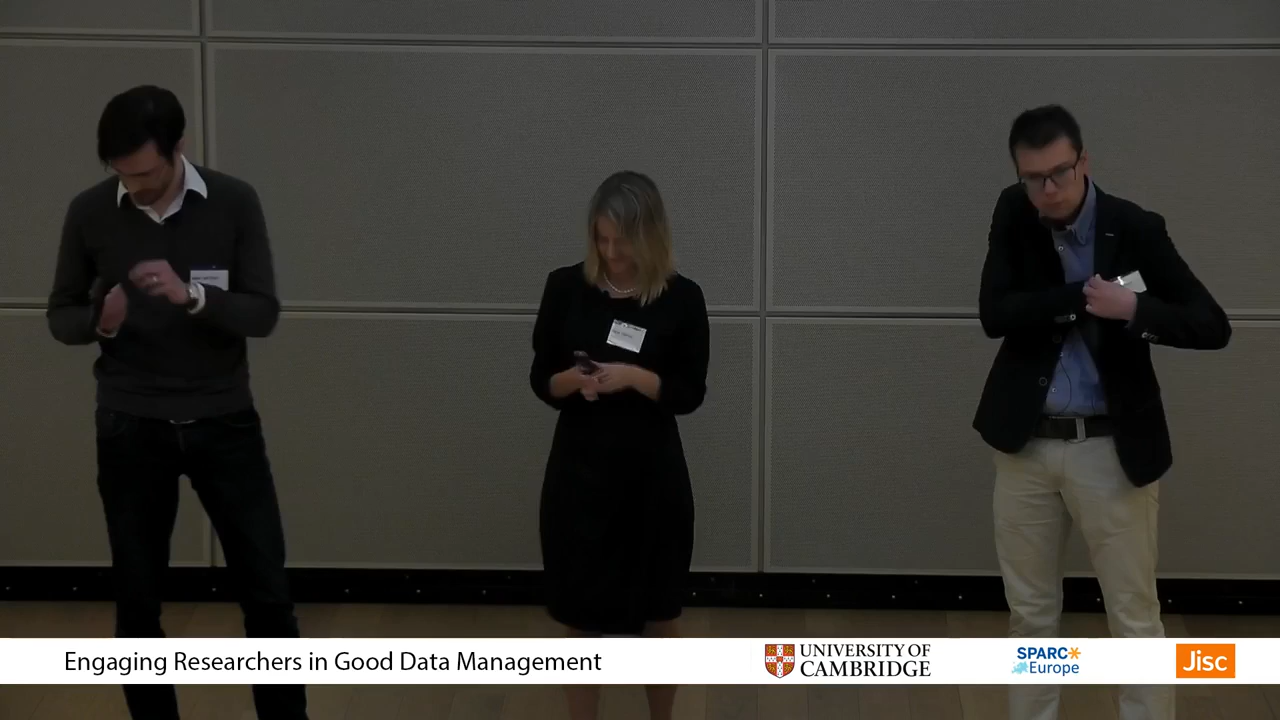 Engaging Researchers in Good Data Management
UNIVERSITY OF
CAMBRIDGE
SPARC
Europe
Jisc